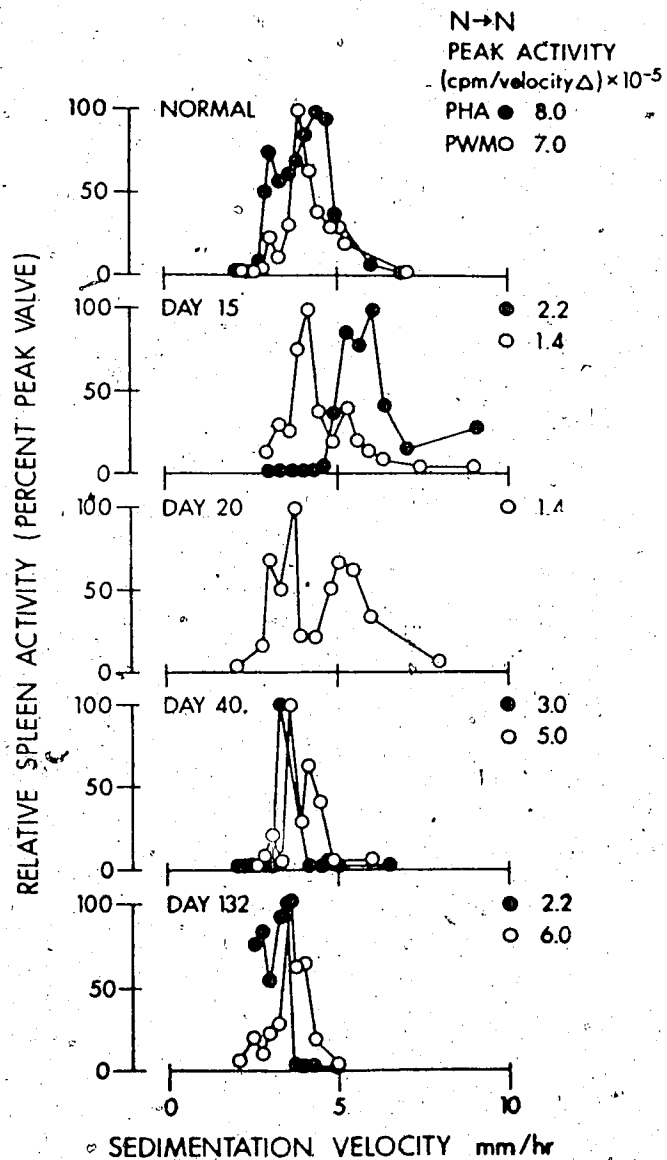 N→N
PEAK ACTIVITY
(cpm/velocity Δ) × 10⁻⁵
PHA ● 8.0
PWM ○ 7.0
NORMAL
100
50
0
DAY 15
● 2.2
○ 1.4
100
50
0
DAY 20
○ 1.4
100
50
0
DAY 40
● 3.0
○ 5.0
100
50
0
DAY 132
● 2.2
○ 6.0
100
50
0
0 5 10
RELATIVE SPLEEN ACTIVITY (PERCENT PEAK VALVE)
SEDIMENTATION VELOCITY mm/hr